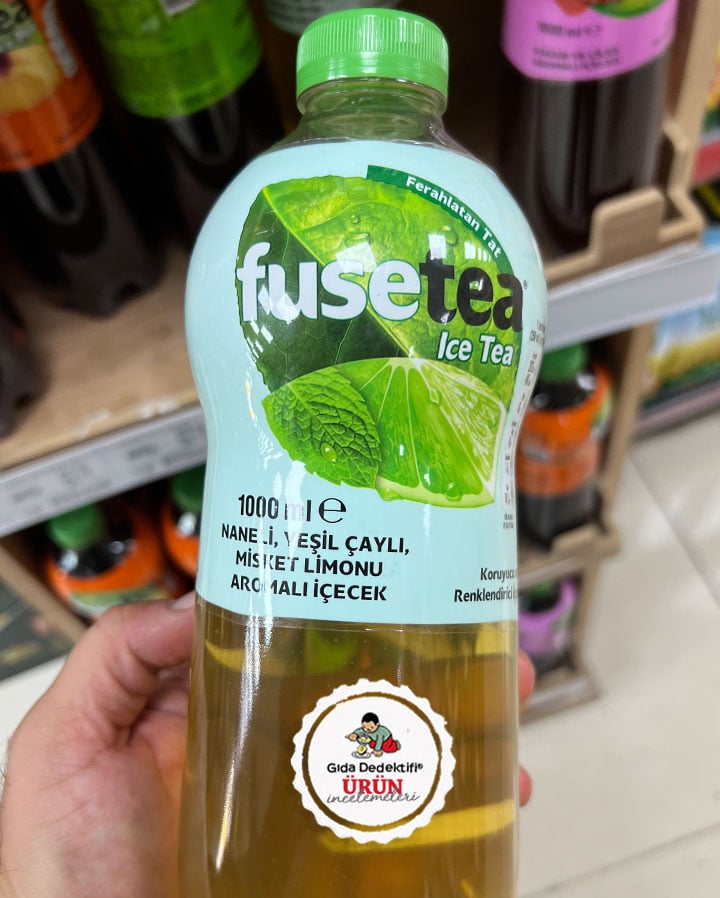 Ferahlatan Tat
fusetea
Ice Tea
1000 ml e
NANELİ, YEŞİL ÇAYLI,
MİSKET LİMONU
AROMALI İÇECEK
Koruyucu
Renklendirici
Gıda Dedektifi®
ÜRÜN
incelemeleri